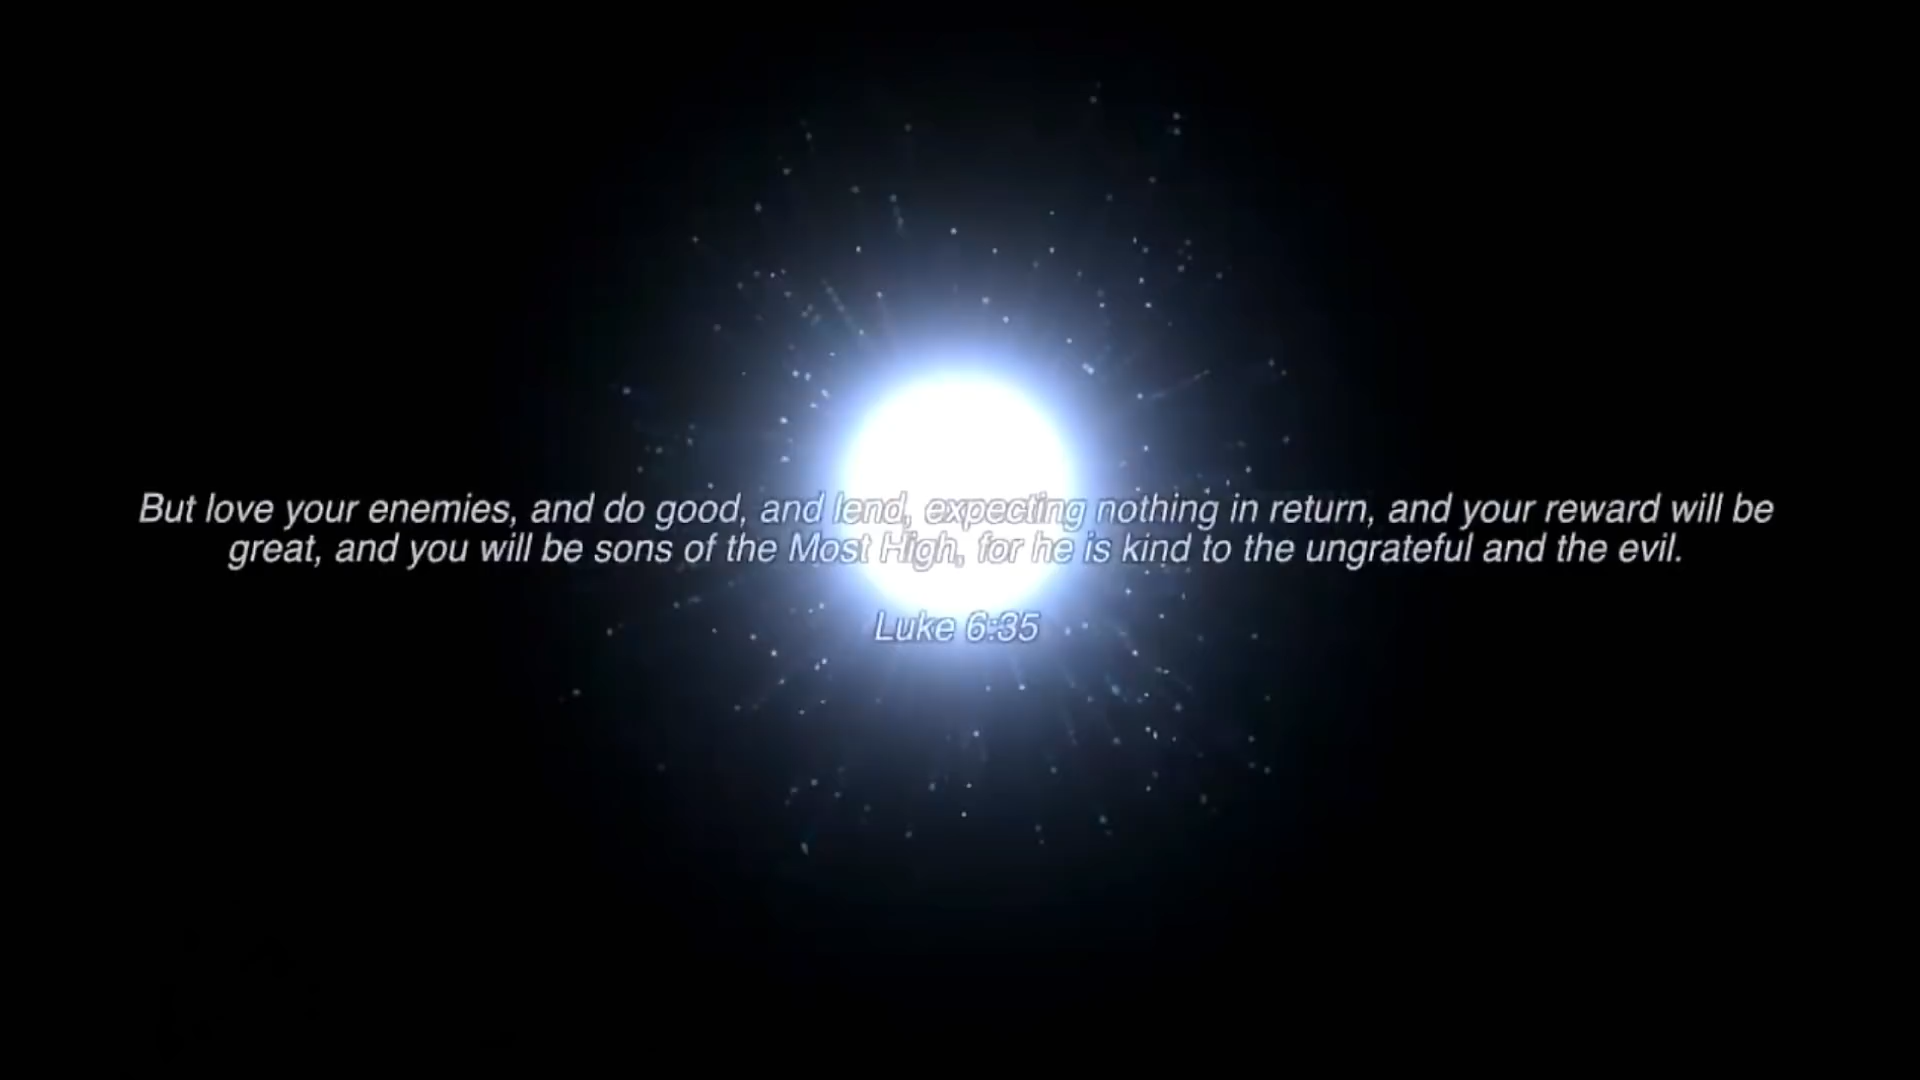 But love your enemies, and do good, and lend, expecting nothing in return, and your reward will be
great, and you will be sons of the Most High, for he is kind to the ungrateful and the evil.
Luke 6:35